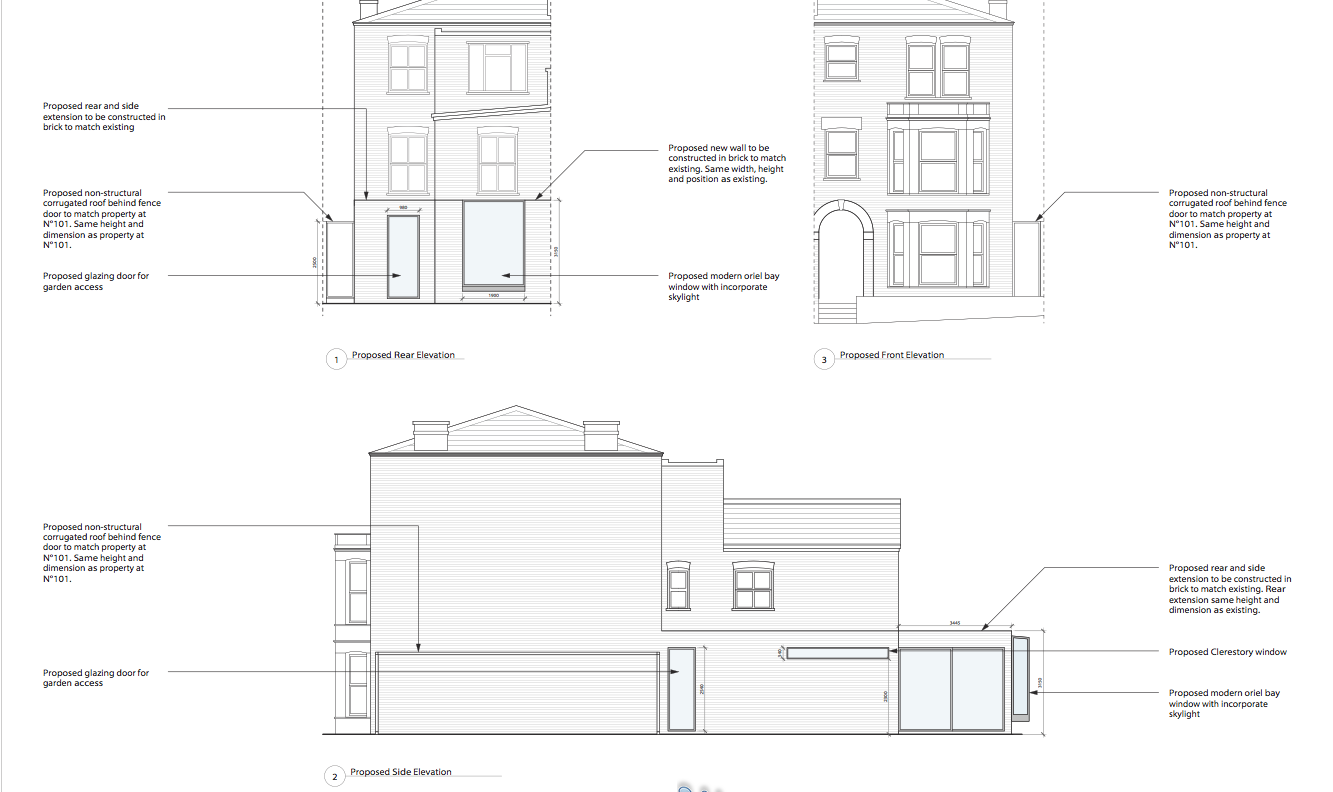 Proposed rear and side
extension to be constructed in
brick to match existing
Proposed non-structural
corrugated roof behind fence
door to match property at
N°101. Same height and
dimension as property at
N°101.
Proposed glazing door for
garden access
980
2500
1900
3150
Proposed new wall to be
constructed in brick to match
existing. Same width, height
and position as existing.
Proposed modern oriel bay
window with incorporate
skylight
1 Proposed Rear Elevation
Proposed non-structural
corrugated roof behind fence
door to match property at
N°101. Same height and
dimension as property at
N°101.
3 Proposed Front Elevation
Proposed non-structural
corrugated roof behind fence
door to match property at
N°101. Same height and
dimension as property at
N°101.
Proposed glazing door for
garden access
3445
3150
Proposed rear and side
extension to be constructed in
brick to match existing. Rear
extension same height and
dimension as existing.
Proposed Clerestory window
Proposed modern oriel bay
window with incorporate
skylight
2 Proposed Side Elevation